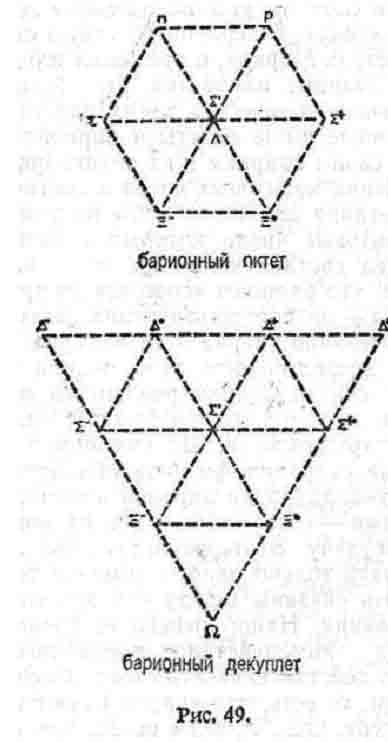 n p
Σ⁻ Σ⁰ Σ⁺
Λ
Ξ⁻ Ξ⁰
барионный октет
Δ⁻ Δ⁰ Δ⁺ Δ
Σ⁻ Σ⁰ Σ⁺
Ξ⁻ Ξ⁰
Ω
барионный декуплет
Рис. 49.